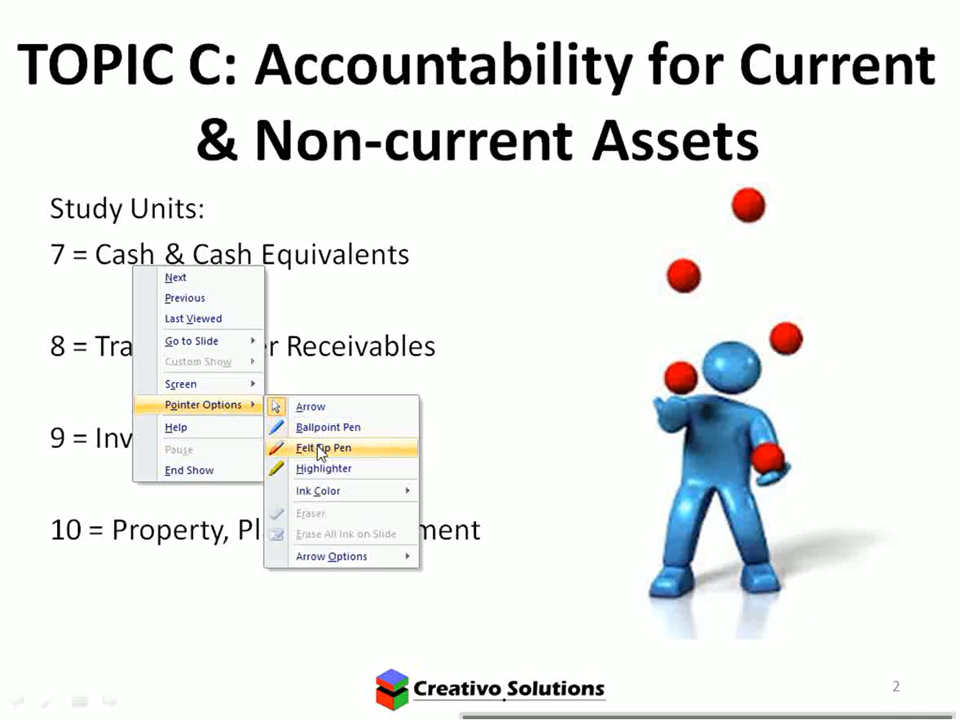 TOPIC C: Accountability for Current
& Non-current Assets
Study Units:
7 = Cash & Cash Equivalents
8 = Tra r Receivables
9 = Inv
10 = Property, Pl ment
Next
Previous
Last Viewed
Go to Slide
Custom Show
Screen
Pointer Options
Help
Pause
End Show
Arrow
Ballpoint Pen
Felt Tip Pen
Highlighter
Ink Color
Eraser
Erase All Ink on Slide
Arrow Options
Creativo Solutions
2